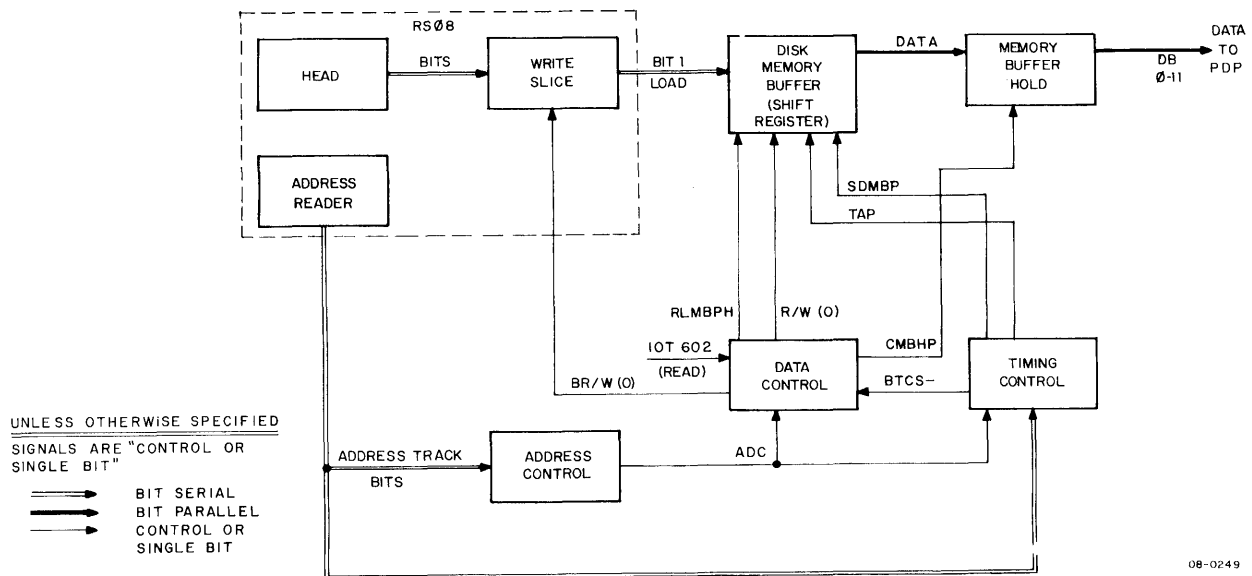 RSØ8
HEAD
BITS
WRITE
SLICE
BIT 1
LOAD
DISK
MEMORY
BUFFER
(SHIFT
REGISTER)
DATA
MEMORY
BUFFER
HOLD
DB
Ø-11
DATA
TO
PDP
ADDRESS
READER
SDMBP
TAP
RLMBPH
R/W (0)
IOT 602
(READ)
DATA
CONTROL
CMBHP
BTCS-
TIMING
CONTROL
BR/W (0)
UNLESS OTHERWISE SPECIFIED
SIGNALS ARE "CONTROL OR
SINGLE BIT"
BIT SERIAL
BIT PARALLEL
CONTROL OR
SINGLE BIT
ADDRESS TRACK
BITS
ADDRESS
CONTROL
ADC
08-0249